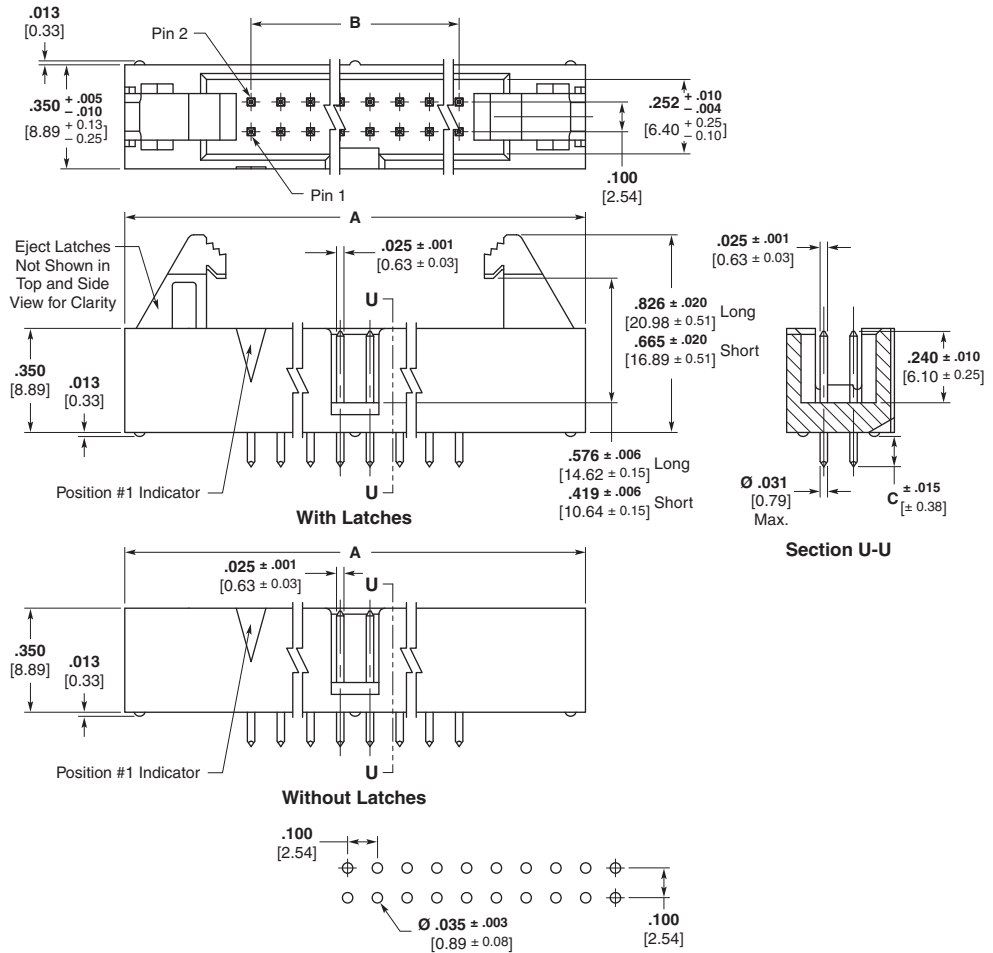 .013
[0.33]
Pin 2
B
.350 + .005 - .010
[8.89 + 0.13 - 0.25]
.252 + .010 - .004
[6.40 + 0.25 - 0.10]
.100
[2.54]
Pin 1
A
Eject Latches
Not Shown in
Top and Side
View for Clarity
.025 ± .001
[0.63 ± 0.03]
U
.826 ± .020
[20.98 ± 0.51] Long
.665 ± .020
[16.89 ± 0.51] Short
.350
[8.89]
.013
[0.33]
.576 ± .006
[14.62 ± 0.15] Long
.419 ± .006
[10.64 ± 0.15] Short
Position #1 Indicator
U
With Latches
.025 ± .001
[0.63 ± 0.03]
.240 ± .010
[6.10 ± 0.25]
Ø .031
[0.79]
Max.
C ± .015
[± 0.38]
Section U-U
A
.025 ± .001
[0.63 ± 0.03]
U
.350
[8.89]
.013
[0.33]
Position #1 Indicator
U
Without Latches
.100
[2.54]
Ø .035 ± .003
[0.89 ± 0.08]
.100
[2.54]